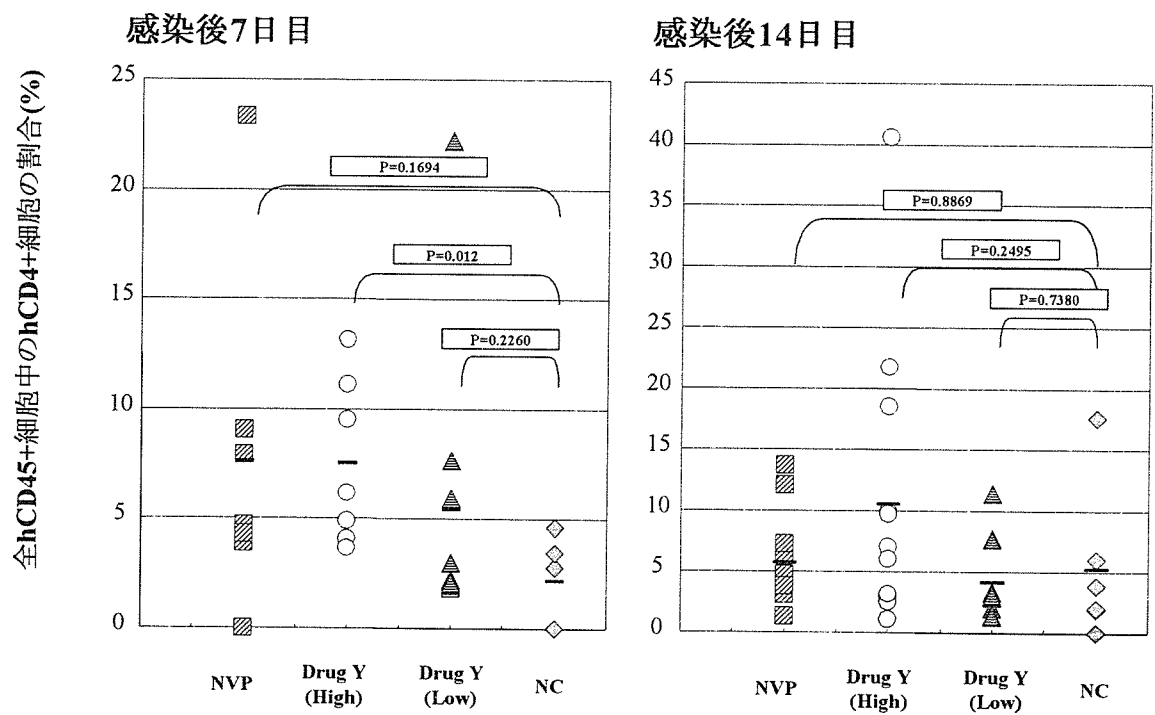 感染後7日目
感染後14日目
全hCD45+細胞中のhCD4+細胞の割合(%)
25
20
15
10
5
0
P=0.1694
P=0.012
P=0.2260
NVP
Drug Y
(High)
Drug Y
(Low)
NC
45
40
35
30
25
20
15
10
5
0
P=0.8869
P=0.2495
P=0.7380
NVP
Drug Y
(High)
Drug Y
(Low)
NC